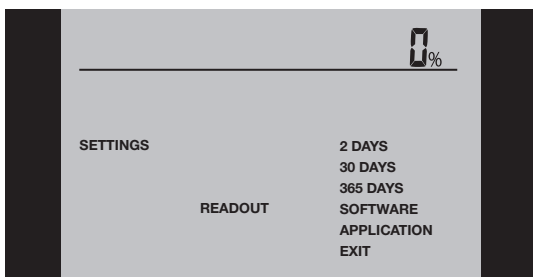 0%
SETTINGS 2 DAYS
30 DAYS
365 DAYS
READOUT SOFTWARE
APPLICATION
EXIT